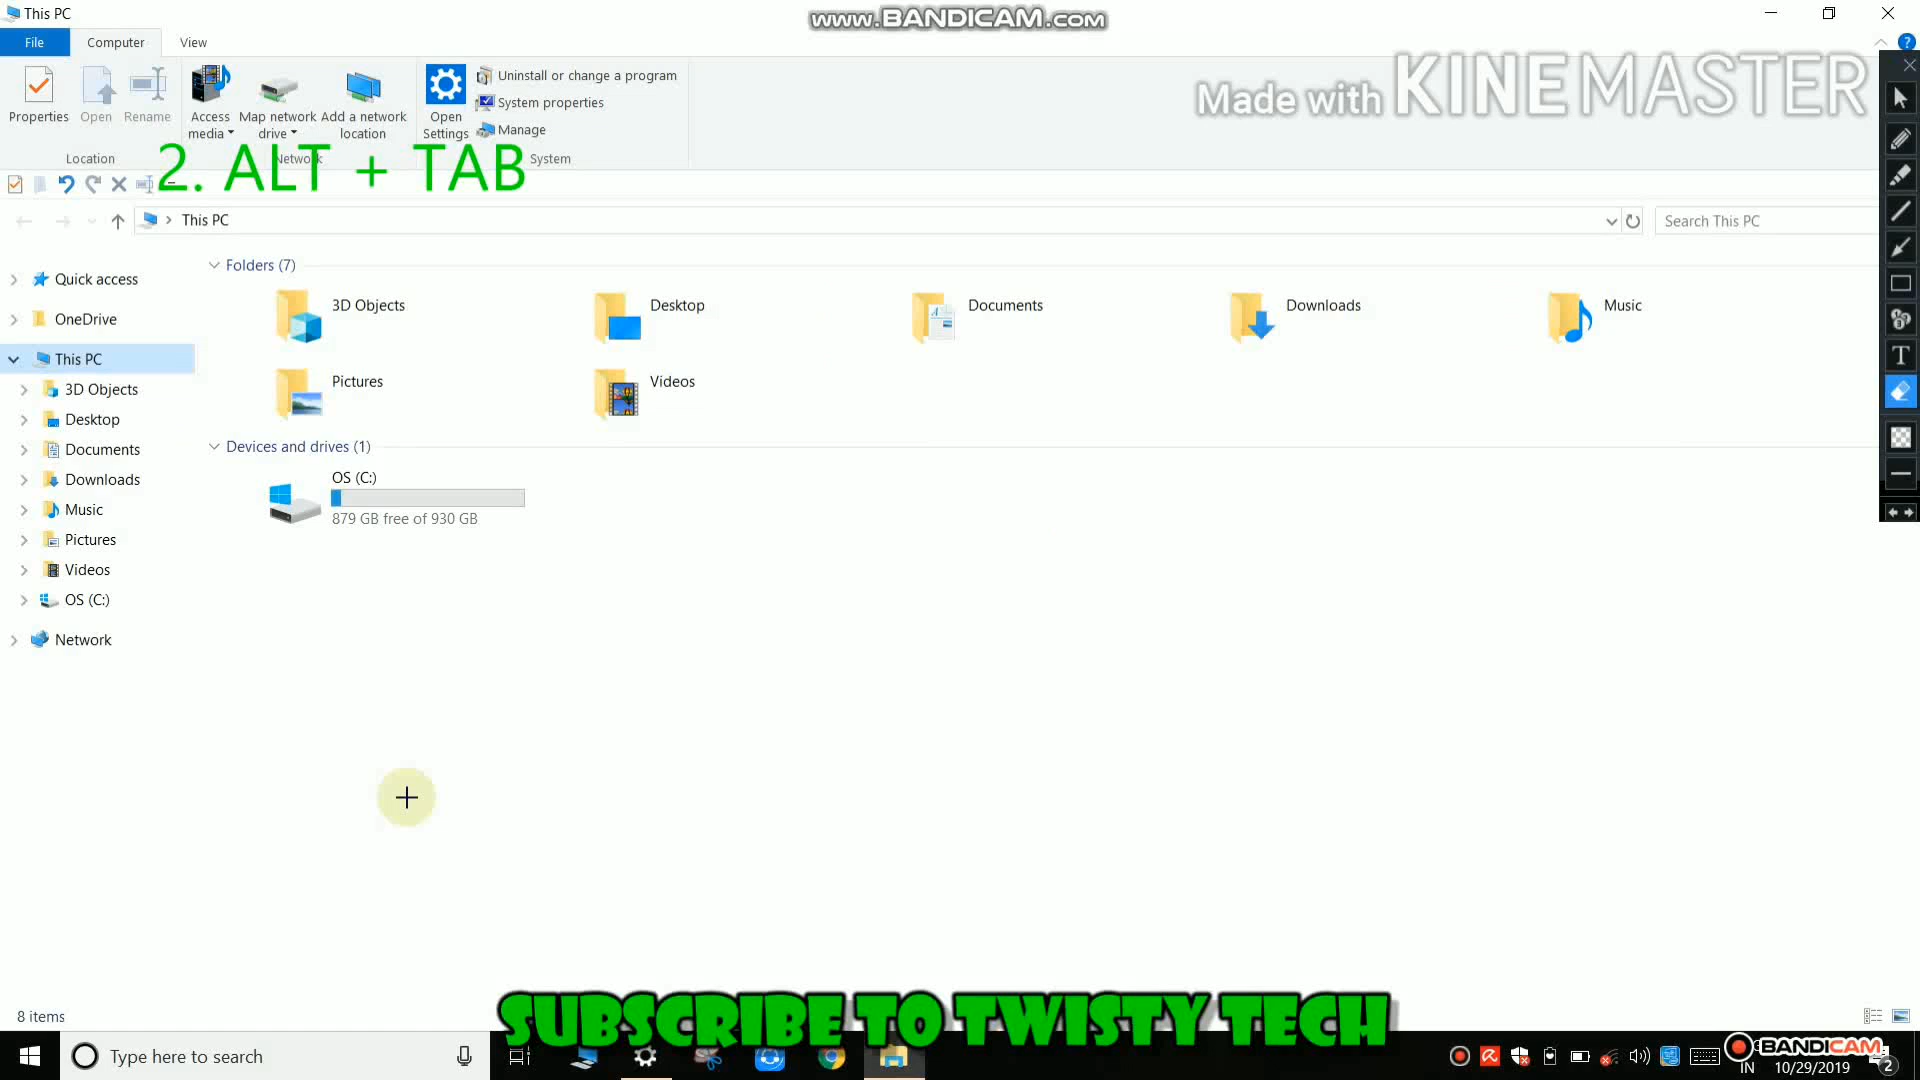 This PC
www.BANDICAM.com
File
Computer
View
Made with KINEMASTER
Properties
Open
Rename
Access media
Map network drive
Add a network location
Open Settings
Uninstall or change a program
System properties
Manage
Location
Network
System
2. ALT + TAB
This PC
Search This PC
Quick access
OneDrive
This PC
3D Objects
Desktop
Documents
Downloads
Music
Pictures
Videos
OS (C:)
Network
Folders (7)
3D Objects
Desktop
Documents
Downloads
Music
Pictures
Videos
Devices and drives (1)
OS (C:)
879 GB free of 930 GB
8 items
SUBSCRIBE TO TWISTY TECH
Type here to search
BANDICAM
IN
10/29/2019
2